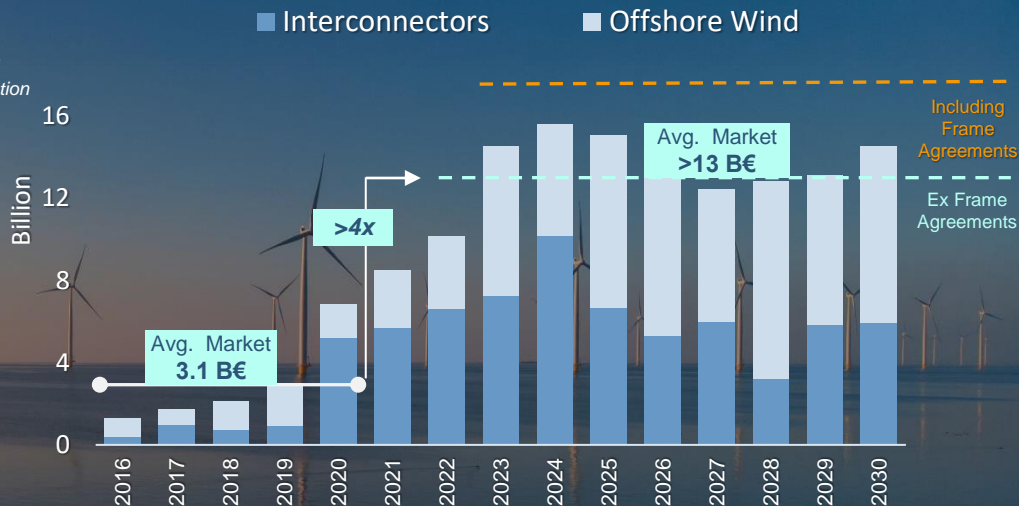 Interconnectors
Offshore Wind
16
12
8
4
0
Billion
Avg. Market
3.1 B€
>4x
Avg. Market
>13 B€
Including
Frame
Agreements
Ex Frame
Agreements
2016
2017
2018
2019
2020
2021
2022
2023
2024
2025
2026
2027
2028
2029
2030